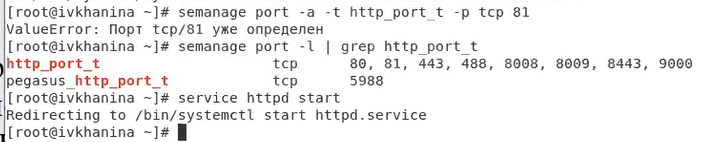 [root@ivkhanina ~]# semanage port -a -t http_port_t -p tcp 81
ValueError: Порт tcp/81 уже определен
[root@ivkhanina ~]# semanage port -l | grep http_port_t
http_port_t                    tcp      80, 81, 443, 488, 8008, 8009, 8443, 9000
pegasus_http_port_t            tcp      5988
[root@ivkhanina ~]# service httpd start
Redirecting to /bin/systemctl start httpd.service
[root@ivkhanina ~]#